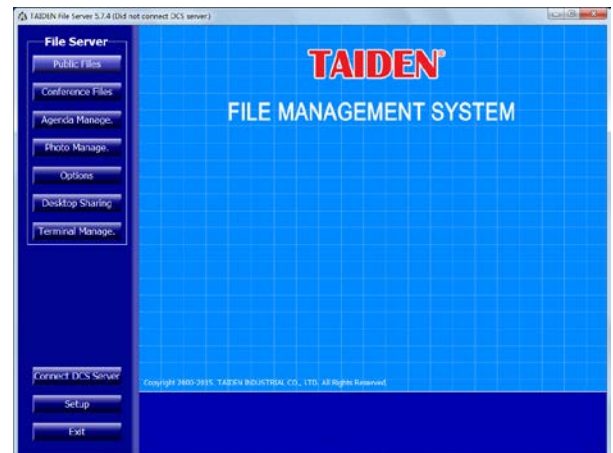 TAIDEN File Server 5.7.4 (Did not connect DCS server)
File Server
Public Files
Conference Files
Agenda Manage.
Photo Manage.
Options
Desktop Sharing
Terminal Manage.
Connect DCS Server
Setup
Exit
TAIDEN®
FILE MANAGEMENT SYSTEM
Copyright 2000-2015. TAIDEN INDUSTRIAL CO., LTD. All Rights Reserved.